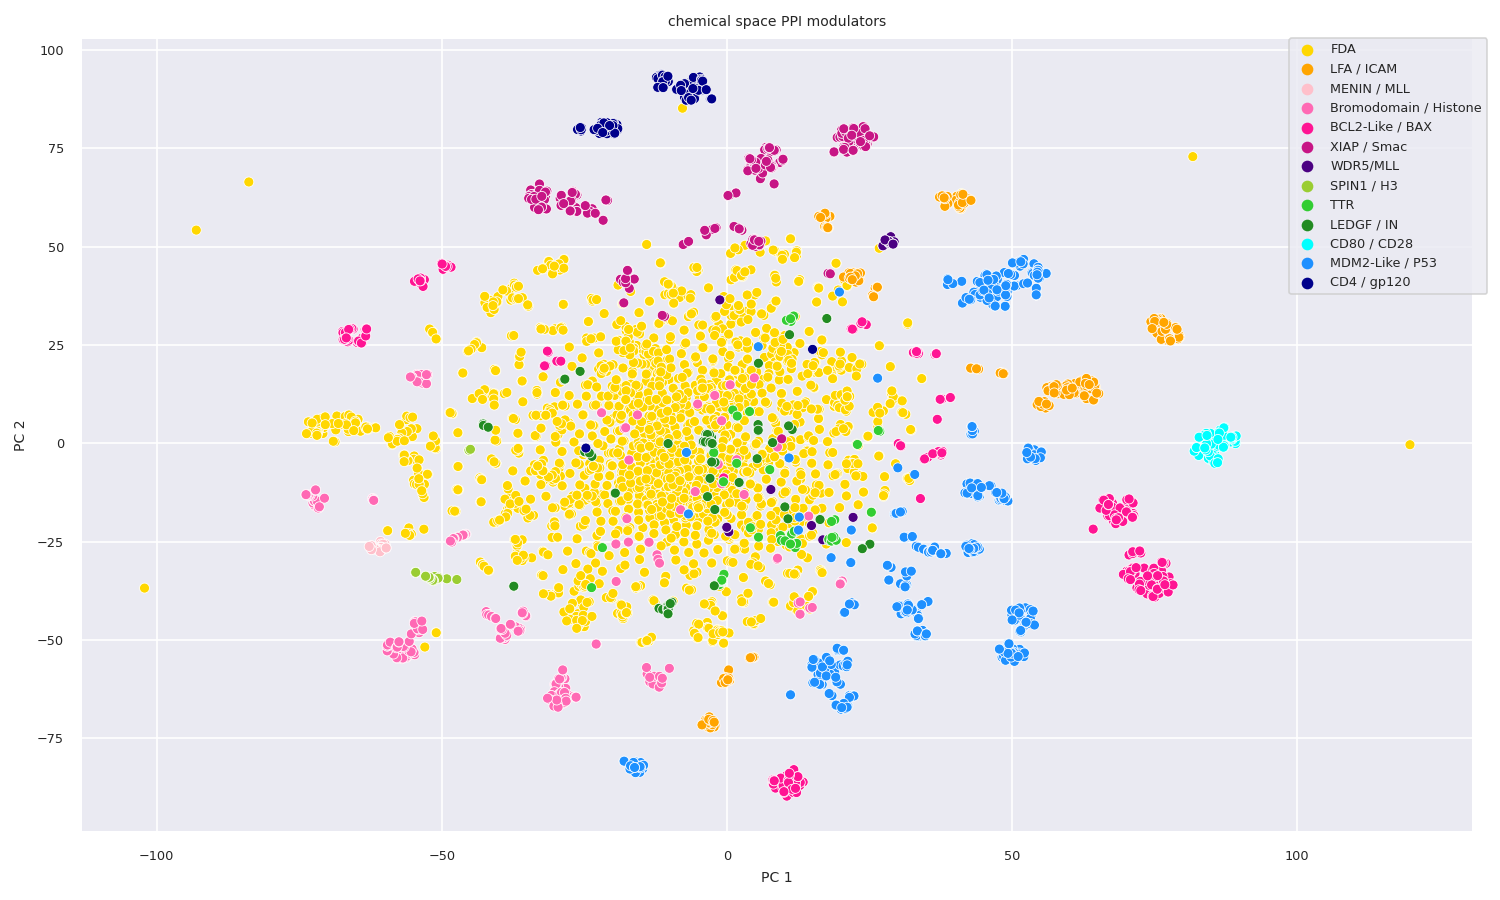 chemical space PPI modulators
100
75
50
25
0
−25
−50
−75
PC 2
−100
−50
0
50
100
PC 1
FDA
LFA / ICAM
MENIN / MLL
Bromodomain / Histone
BCL2-Like / BAX
XIAP / Smac
WDR5/MLL
SPIN1 / H3
TTR
LEDGF / IN
CD80 / CD28
MDM2-Like / P53
CD4 / gp120